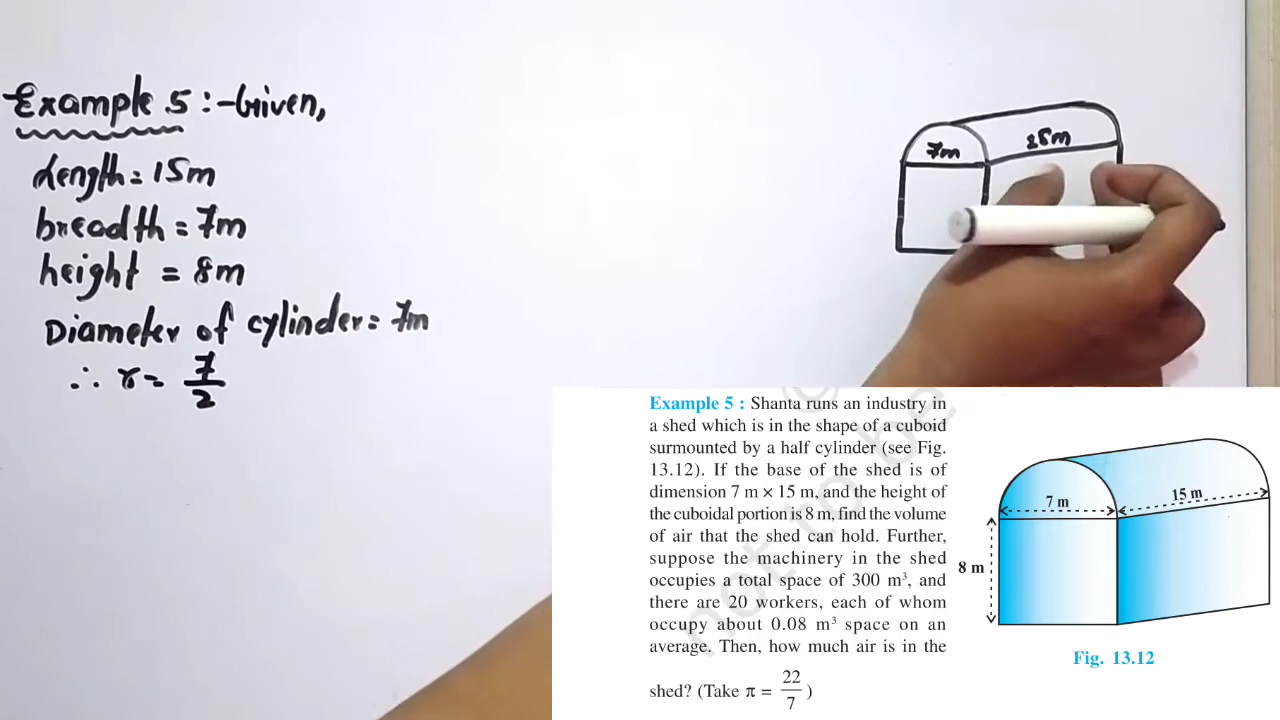 Example 5 :- Given,
Length = 15m
breadth = 7m
height = 8m
Diameter of cylinder = 7m
∴ r = 7/2
7m
15m
Example 5 : Shanta runs an industry in
a shed which is in the shape of a cuboid
surmounted by a half cylinder (see Fig.
13.12). If the base of the shed is of
dimension 7 m × 15 m, and the height of
the cuboidal portion is 8 m, find the volume
of air that the shed can hold. Further,
suppose the machinery in the shed
occupies a total space of 300 m³, and
there are 20 workers, each of whom
occupy about 0.08 m³ space on an
average. Then, how much air is in the
shed? (Take π = 22/7)
7 m
15 m
8 m
Fig. 13.12
not to be